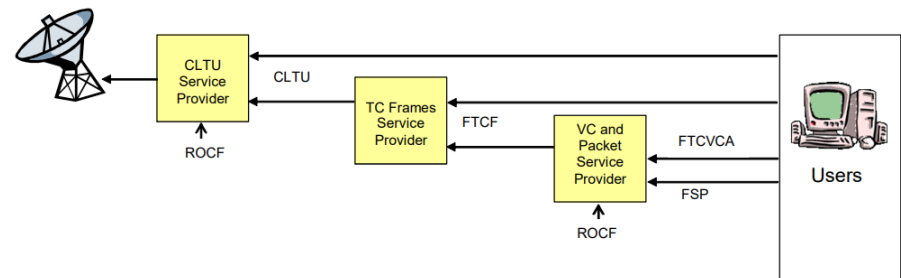 CLTU
Service
Provider
CLTU
ROCF
TC Frames
Service
Provider
FTCF
VC and
Packet
Service
Provider
FTCVCA
FSP
ROCF
Users